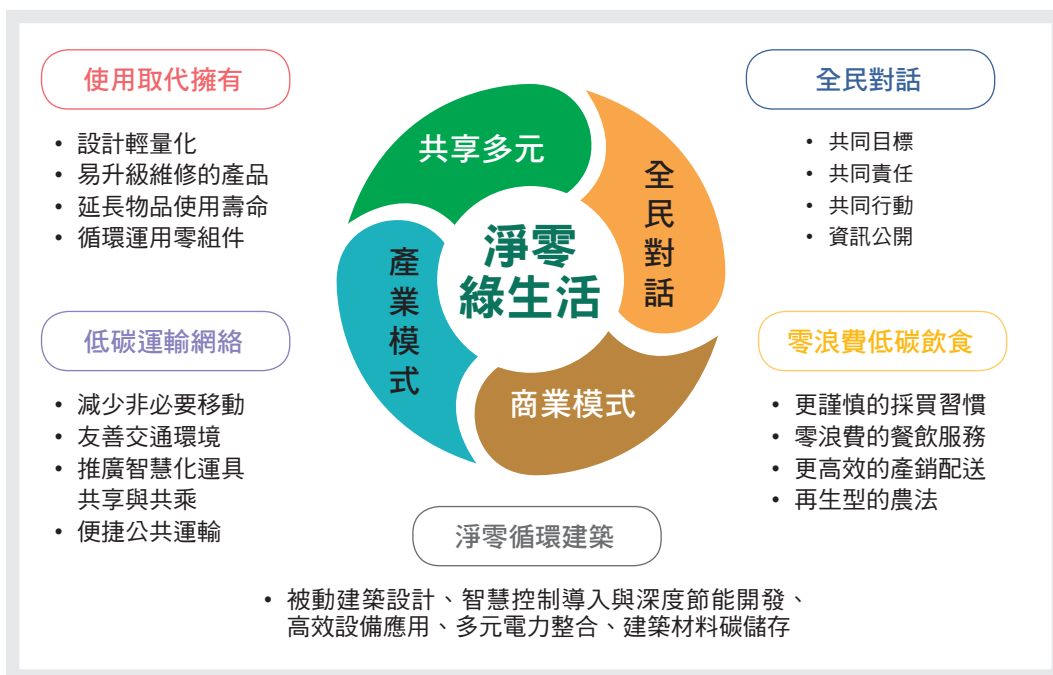 使用取代擁有
• 設計輕量化
• 易升級維修的產品
• 延長物品使用壽命
• 循環運用零組件
低碳運輸網絡
• 減少非必要移動
• 友善交通環境
• 推廣智慧化運具
共享與共乘
• 便捷公共運輸
共享多元
全民對話
商業模式
產業模式
淨零
綠生活
全民對話
• 共同目標
• 共同責任
• 共同行動
• 資訊公開
零浪費低碳飲食
• 更謹慎的採買習慣
• 零浪費的餐飲服務
• 更高效的產銷配送
• 再生型的農法
淨零循環建築
• 被動建築設計、智慧控制導入與深度節能開發、
高效設備應用、多元電力整合、建築材料碳儲存